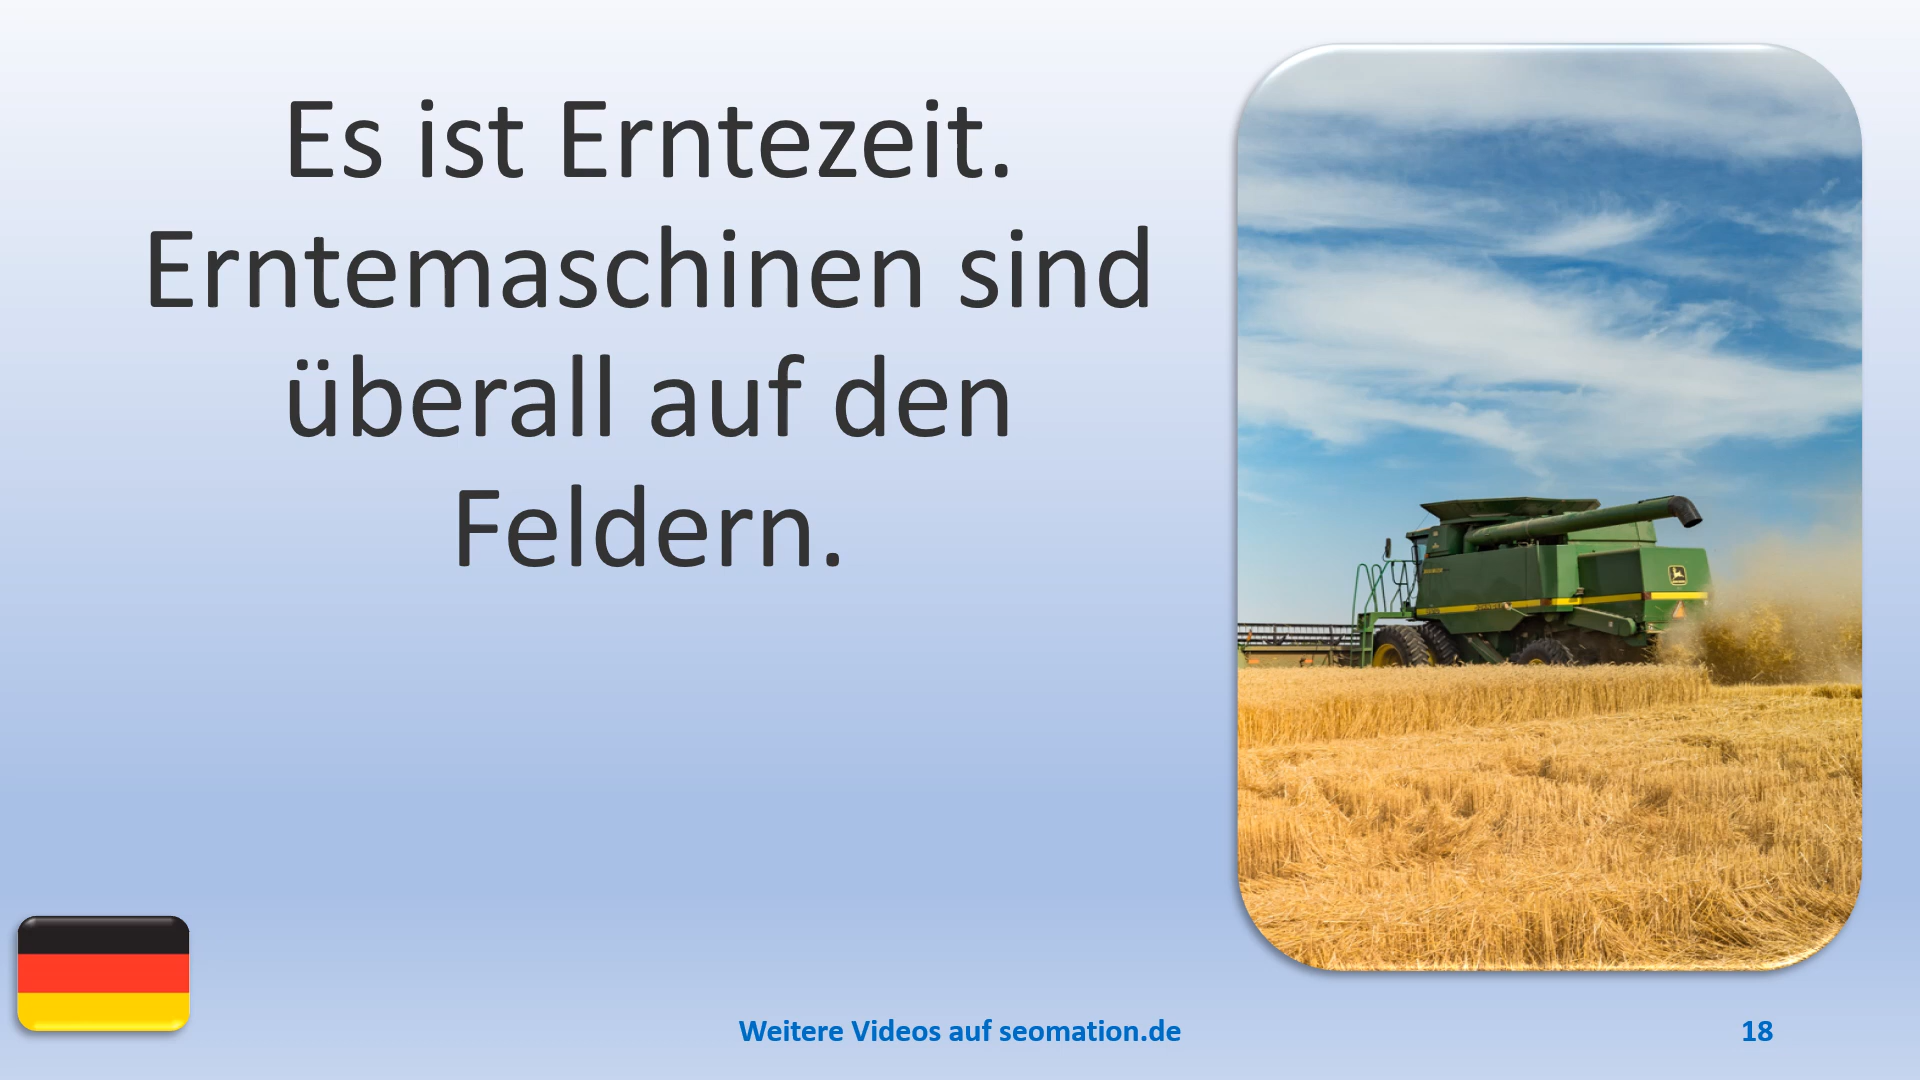 Es ist Erntezeit.
Erntemaschinen sind
überall auf den
Feldern.
Weitere Videos auf seomation.de
18